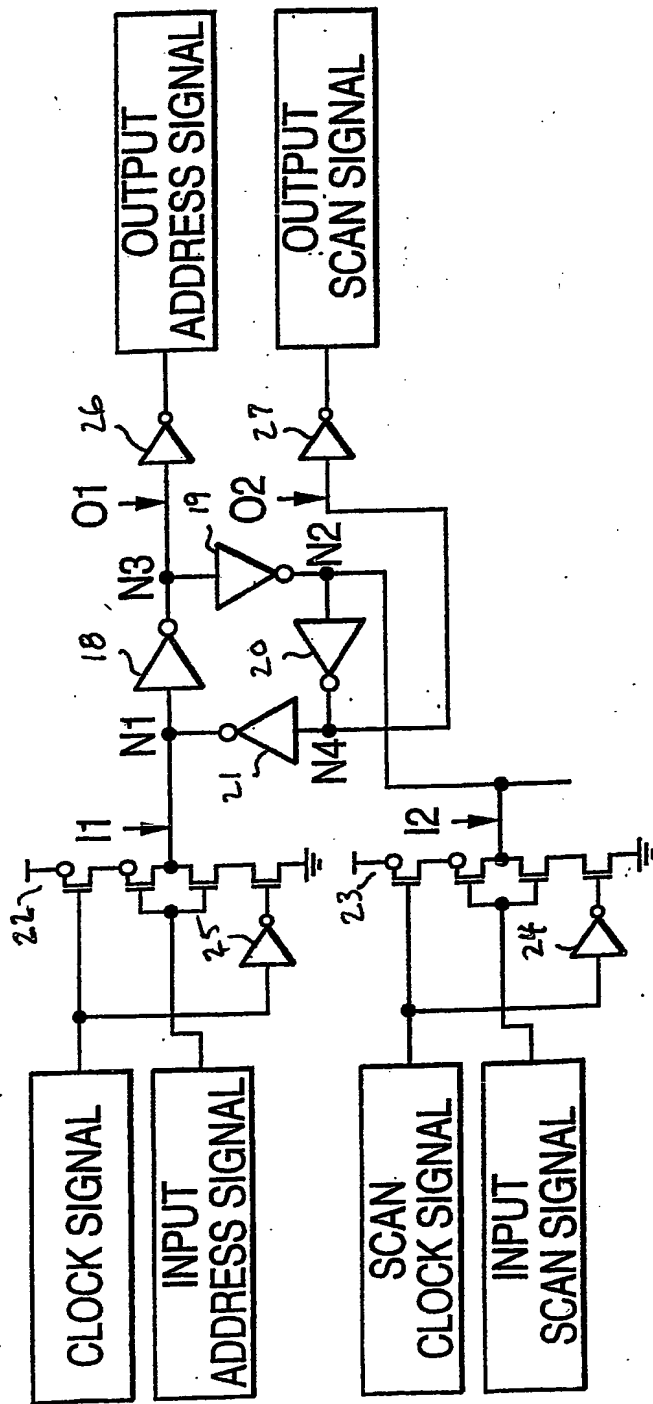 CLOCK SIGNAL
INPUT
ADDRESS SIGNAL
SCAN
CLOCK SIGNAL
INPUT
SCAN SIGNAL
22
25
I1
23
24
I2
N1
18
N3
19
O1
26
21
20
N4
N2
O2
27
OUTPUT
ADDRESS SIGNAL
OUTPUT
SCAN SIGNAL